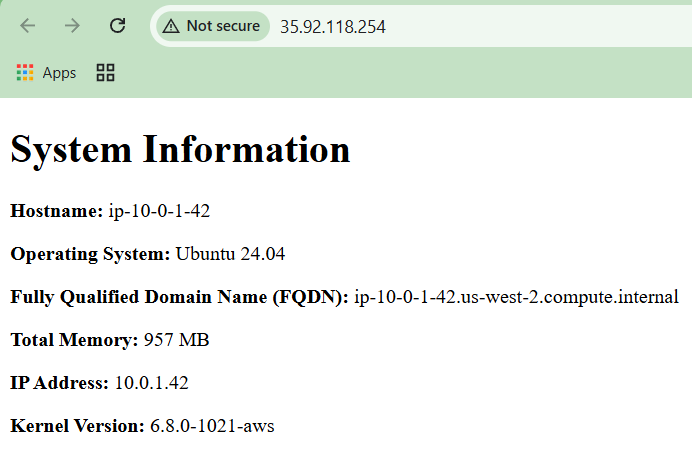 Not secure 35.92.118.254
Apps
System Information
Hostname: ip-10-0-1-42
Operating System: Ubuntu 24.04
Fully Qualified Domain Name (FQDN): ip-10-0-1-42.us-west-2.compute.internal
Total Memory: 957 MB
IP Address: 10.0.1.42
Kernel Version: 6.8.0-1021-aws